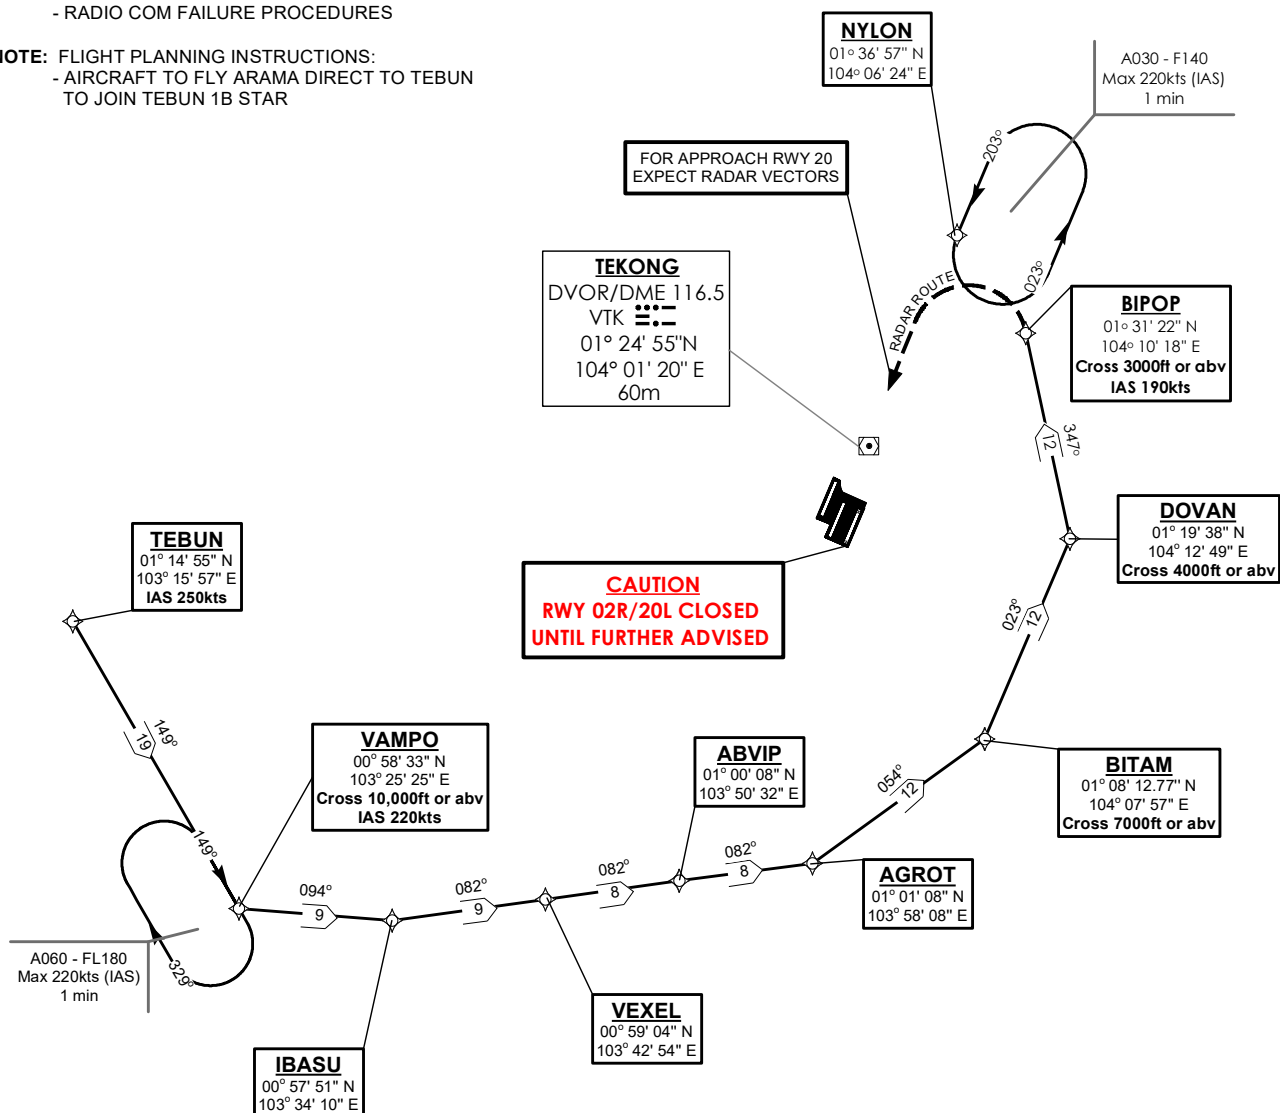 - RADIO COM FAILURE PROCEDURES
NOTE: FLIGHT PLANNING INSTRUCTIONS:
- AIRCRAFT TO FLY ARAMA DIRECT TO TEBUN
TO JOIN TEBUN 1B STAR
NYLON
01° 36' 57" N
104° 06' 24" E
A030 - F140
Max 220kts (IAS)
1 min
203°
023°
FOR APPROACH RWY 20
EXPECT RADAR VECTORS
RADAR ROUTE
TEKONG
DVOR/DME 116.5
VTK
01° 24' 55"N
104° 01' 20" E
60m
BIPOP
01° 31' 22" N
104° 10' 18" E
Cross 3000ft or abv
IAS 190kts
347°
12
DOVAN
01° 19' 38" N
104° 12' 49" E
Cross 4000ft or abv
CAUTION
RWY 02R/20L CLOSED
UNTIL FURTHER ADVISED
023°
12
TEBUN
01° 14' 55" N
103° 15' 57" E
IAS 250kts
149°
19
VAMPO
00° 58' 33" N
103° 25' 25" E
Cross 10,000ft or abv
IAS 220kts
ABVIP
01° 00' 08" N
103° 50' 32" E
054°
12
BITAM
01° 08' 12.77" N
104° 07' 57" E
Cross 7000ft or abv
149°
329°
094°
9
082°
9
082°
8
082°
8
AGROT
01° 01' 08" N
103° 58' 08" E
A060 - FL180
Max 220kts (IAS)
1 min
VEXEL
00° 59' 04" N
103° 42' 54" E
IBASU
00° 57' 51" N
103° 34' 10" E